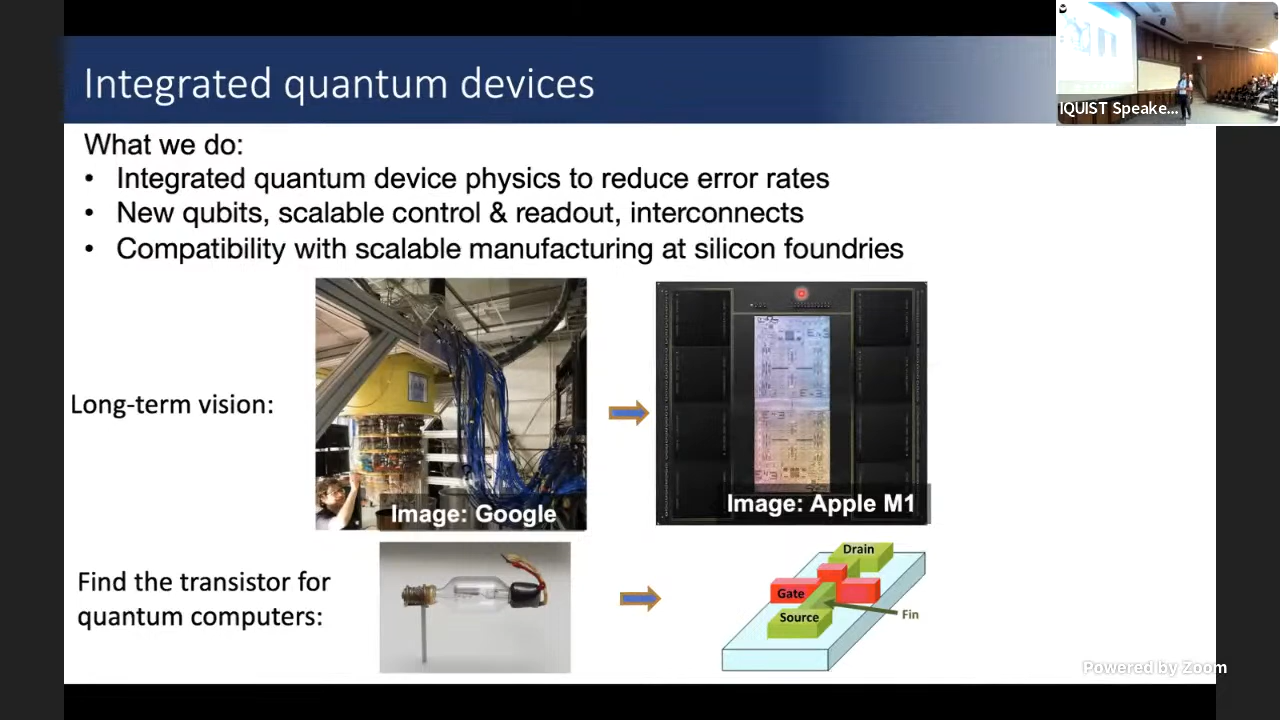 Integrated quantum devices
IQUIST Speake...
What we do:
• Integrated quantum device physics to reduce error rates
• New qubits, scalable control & readout, interconnects
• Compatibility with scalable manufacturing at silicon foundries
Long-term vision:
Image: Google
Image: Apple M1
Find the transistor for
quantum computers:
Drain
Gate
Source
Fin
Powered by Zoom